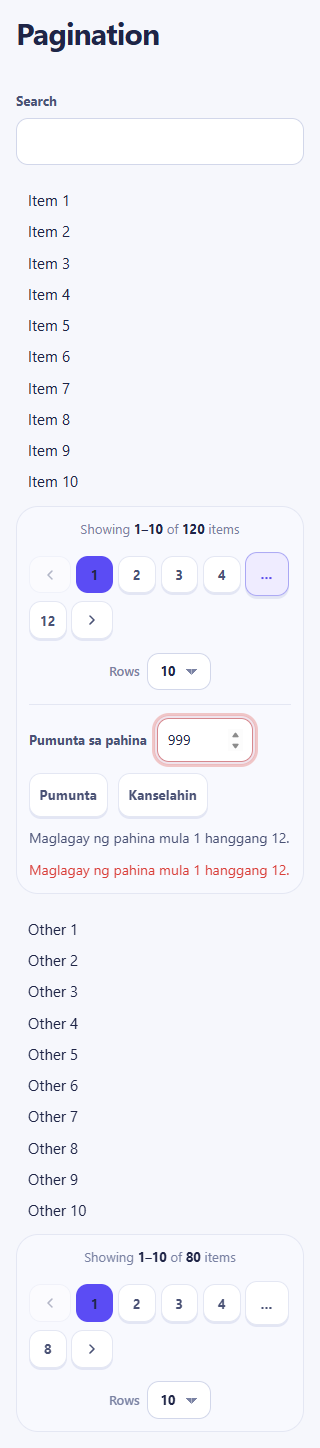 Pagination
Search
Item 1
Item 2
Item 3
Item 4
Item 5
Item 6
Item 7
Item 8
Item 9
Item 10
Showing 1–10 of 120 items
1 2 3 4 ...
12
Rows 10
Pumunta sa pahina 999
Pumunta Kanselahin
Maglagay ng pahina mula 1 hanggang 12.
Maglagay ng pahina mula 1 hanggang 12.
Other 1
Other 2
Other 3
Other 4
Other 5
Other 6
Other 7
Other 8
Other 9
Other 10
Showing 1–10 of 80 items
1 2 3 4 ...
8
Rows 10